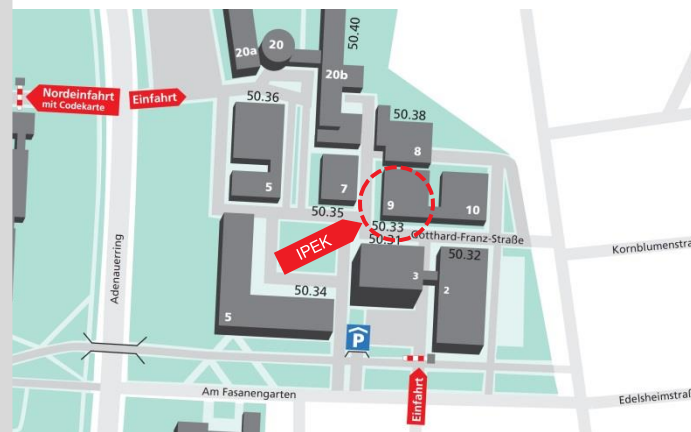 20a
20
50.40
20b
Nordeinfahrt
mit Codekarte
Einfahrt
50.36
50.38
8
5
7
9
10
50.35
50.33
Gotthard-Franz-Straße
IPEK
50.31
50.32
Kornblumenstra
3
2
Adenauerring
50.34
5
P
Am Fasanengarten
Einfahrt
Edelsheimstraß